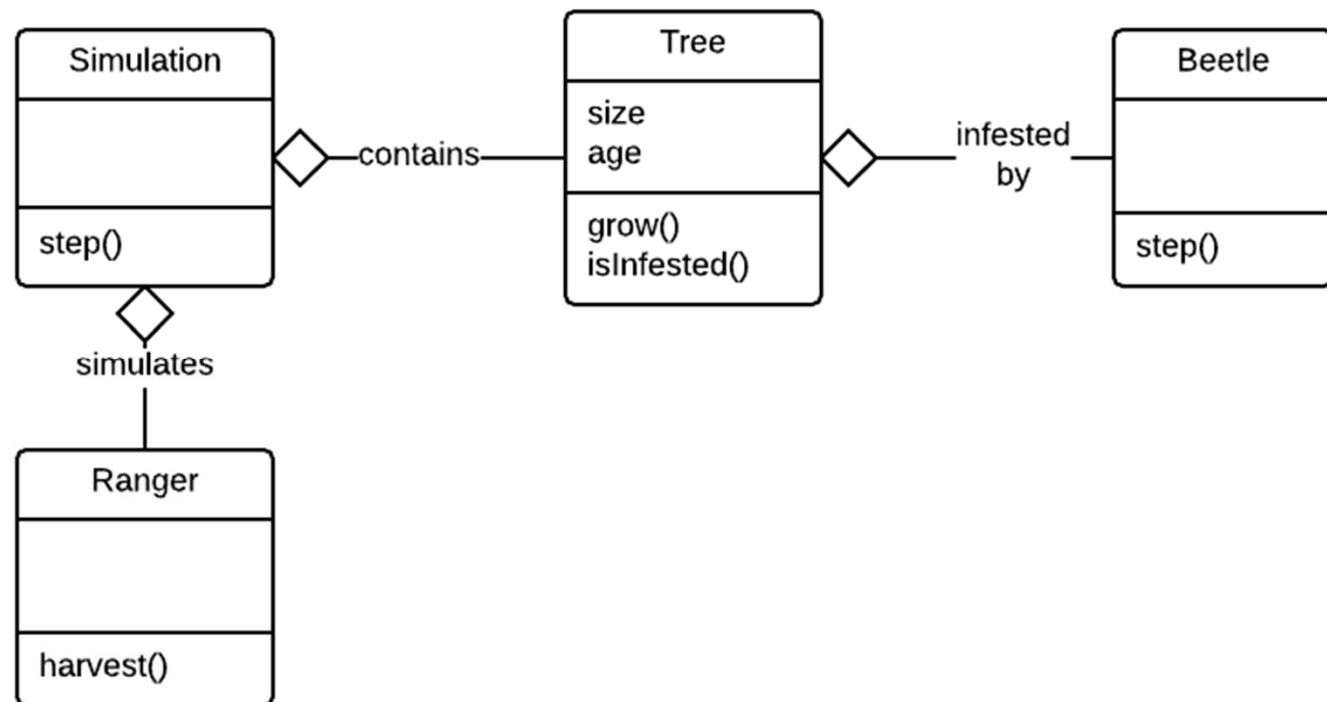 Simulation
step()
contains
Tree
size
age
grow()
isInfested()
infested
by
Beetle
step()
simulates
Ranger
harvest()